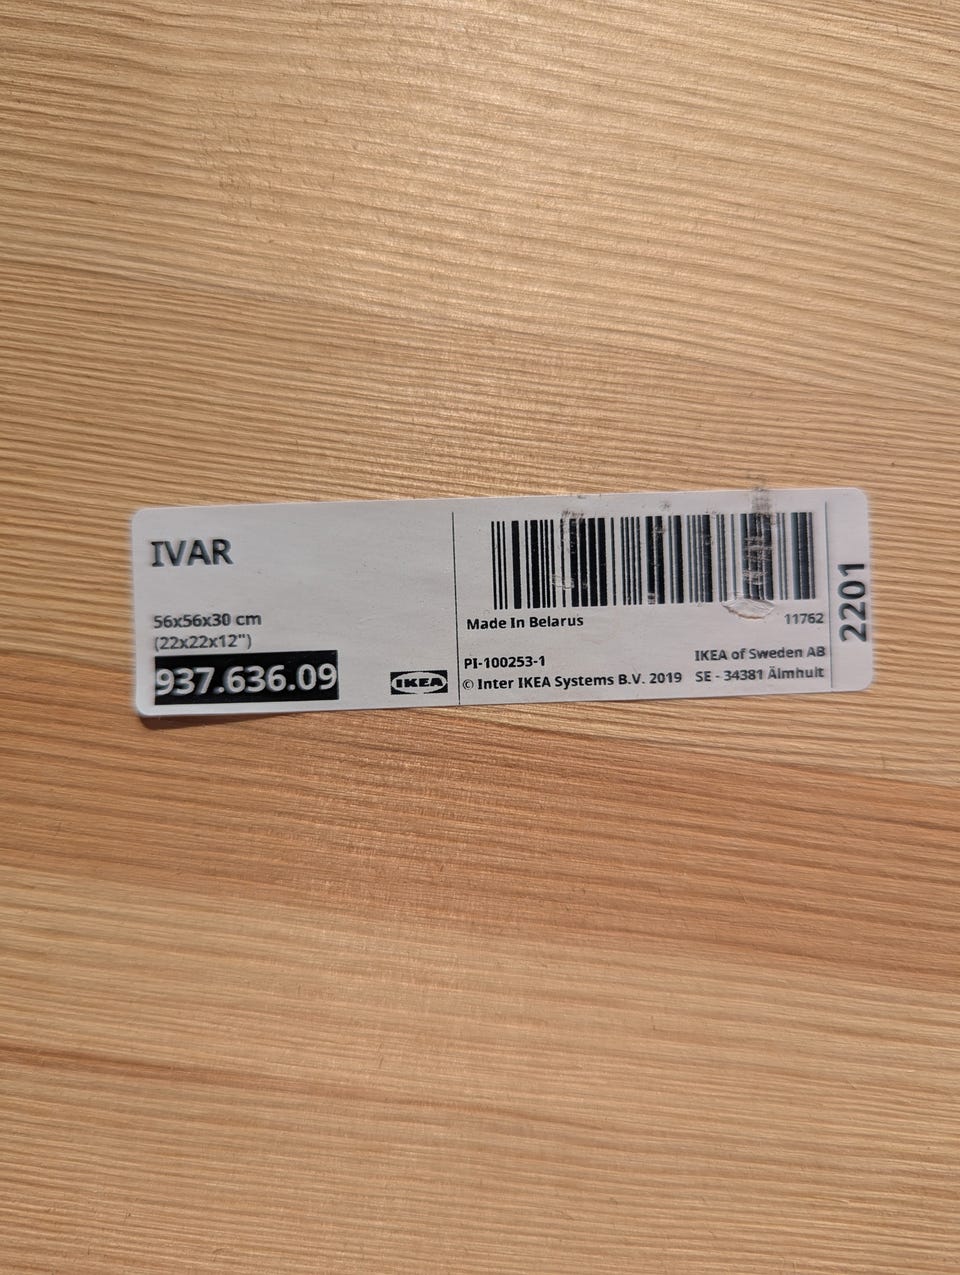 IVAR
56x56x30 cm
(22x22x12")
937.636.09
IKEA
Made In Belarus
11762
PI-100253-1
© Inter IKEA Systems B.V. 2019
IKEA of Sweden AB
SE - 34381 Älmhult
2201